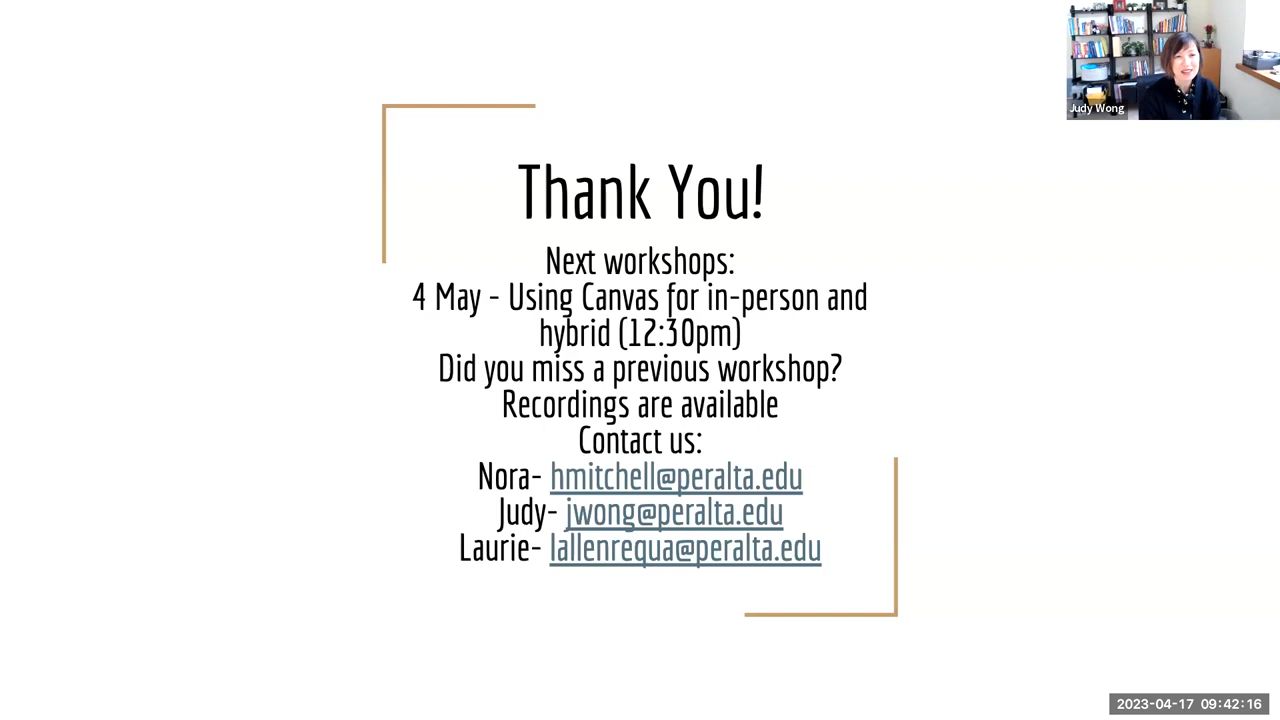 Judy Wong
Thank You!
Next workshops:
4 May - Using Canvas for in-person and
hybrid (12:30pm)
Did you miss a previous workshop?
Recordings are available
Contact us:
Nora- hmitchell@peralta.edu
Judy- jwong@peralta.edu
Laurie- lallenrequa@peralta.edu
2023-04-17 09:42:16